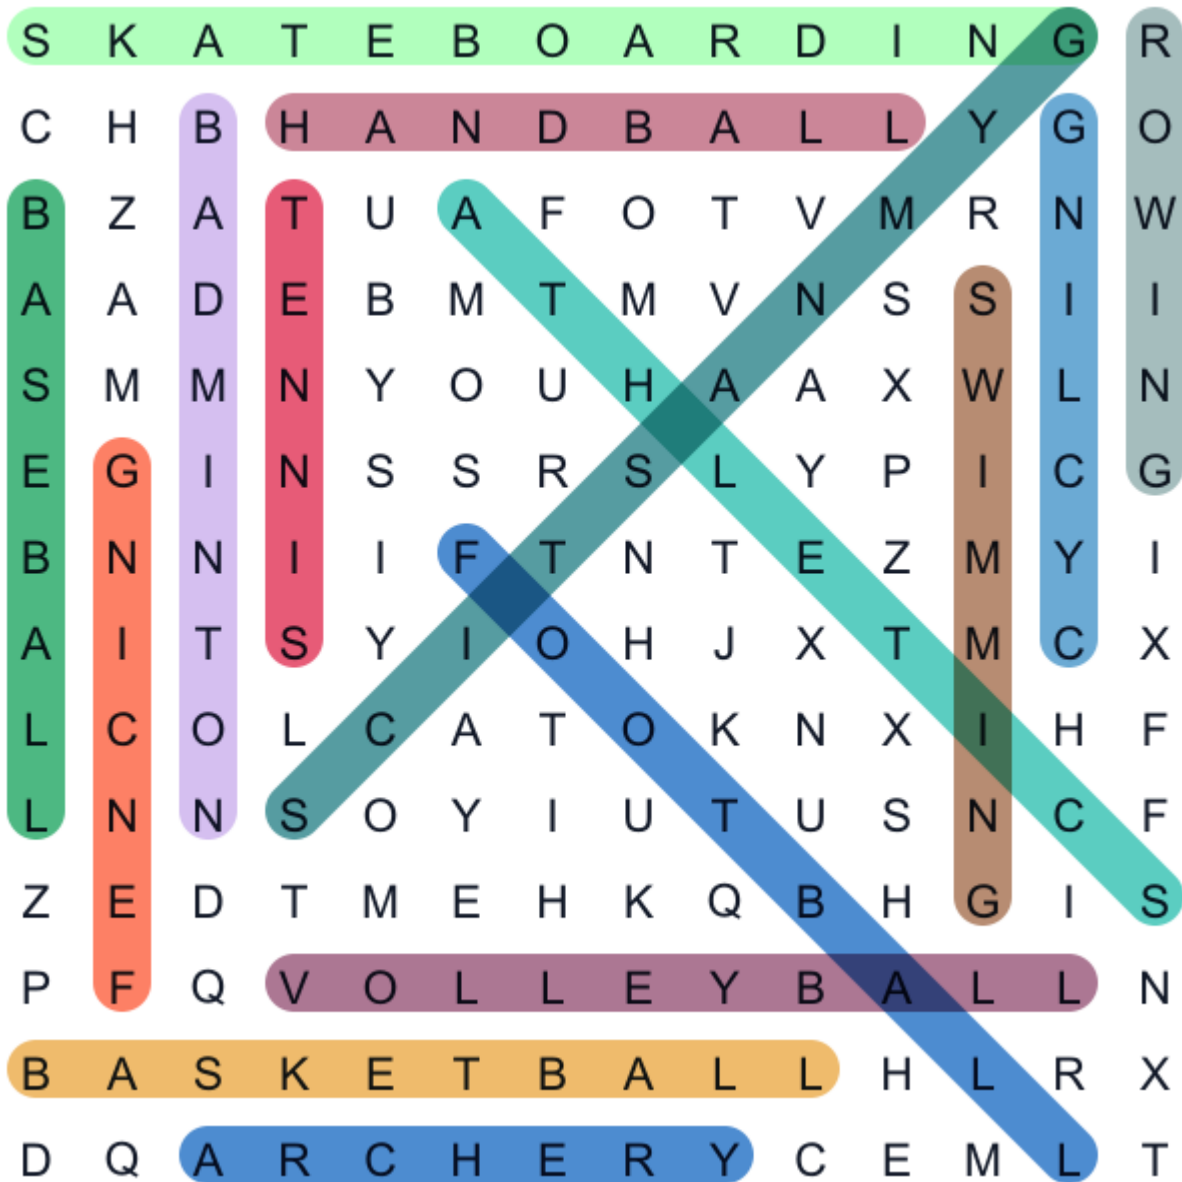 S K A T E B O A R D I N G R
C H B H A N D B A L L Y G O
B Z A T U A F O T V M R N W
A A D E B M T M V N S S I I
S M M N Y O U H A A X W L N
E G I N S S R S L Y P I C G
B N N I I F T N T E Z M Y I
A I T S Y I O H J X T M C X
L C O L C A T O K N X I H F
L N N S O Y I U T U S N C F
Z E D T M E H K Q B H G I S
P F Q V O L L E Y B A L L N
B A S K E T B A L L H L R X
D Q A R C H E R Y C E M L T